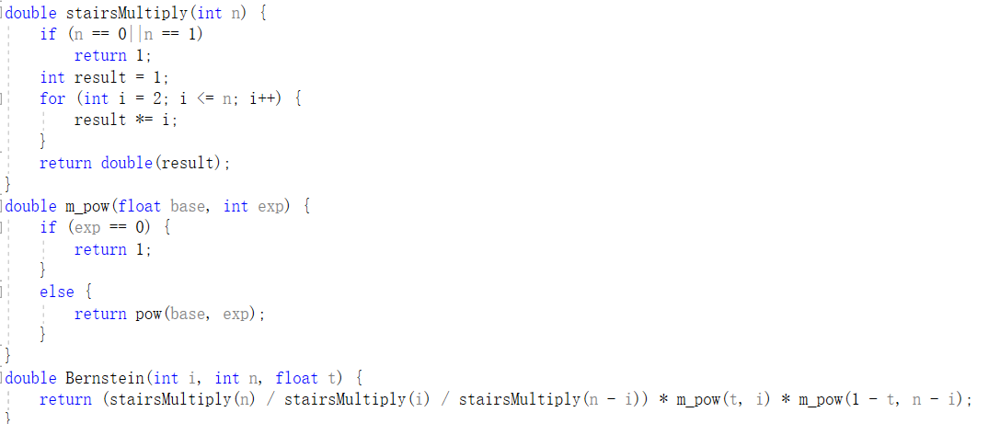 double stairsMultiply(int n) {
    if (n == 0||n == 1)
        return 1;
    int result = 1;
    for (int i = 2; i <= n; i++) {
        result *= i;
    }
    return double(result);
}
double m_pow(float base, int exp) {
    if (exp == 0) {
        return 1;
    }
    else {
        return pow(base, exp);
    }
}
double Bernstein(int i, int n, float t) {
    return (stairsMultiply(n) / stairsMultiply(i) / stairsMultiply(n - i)) * m_pow(t, i) * m_pow(1 - t, n - i);
}